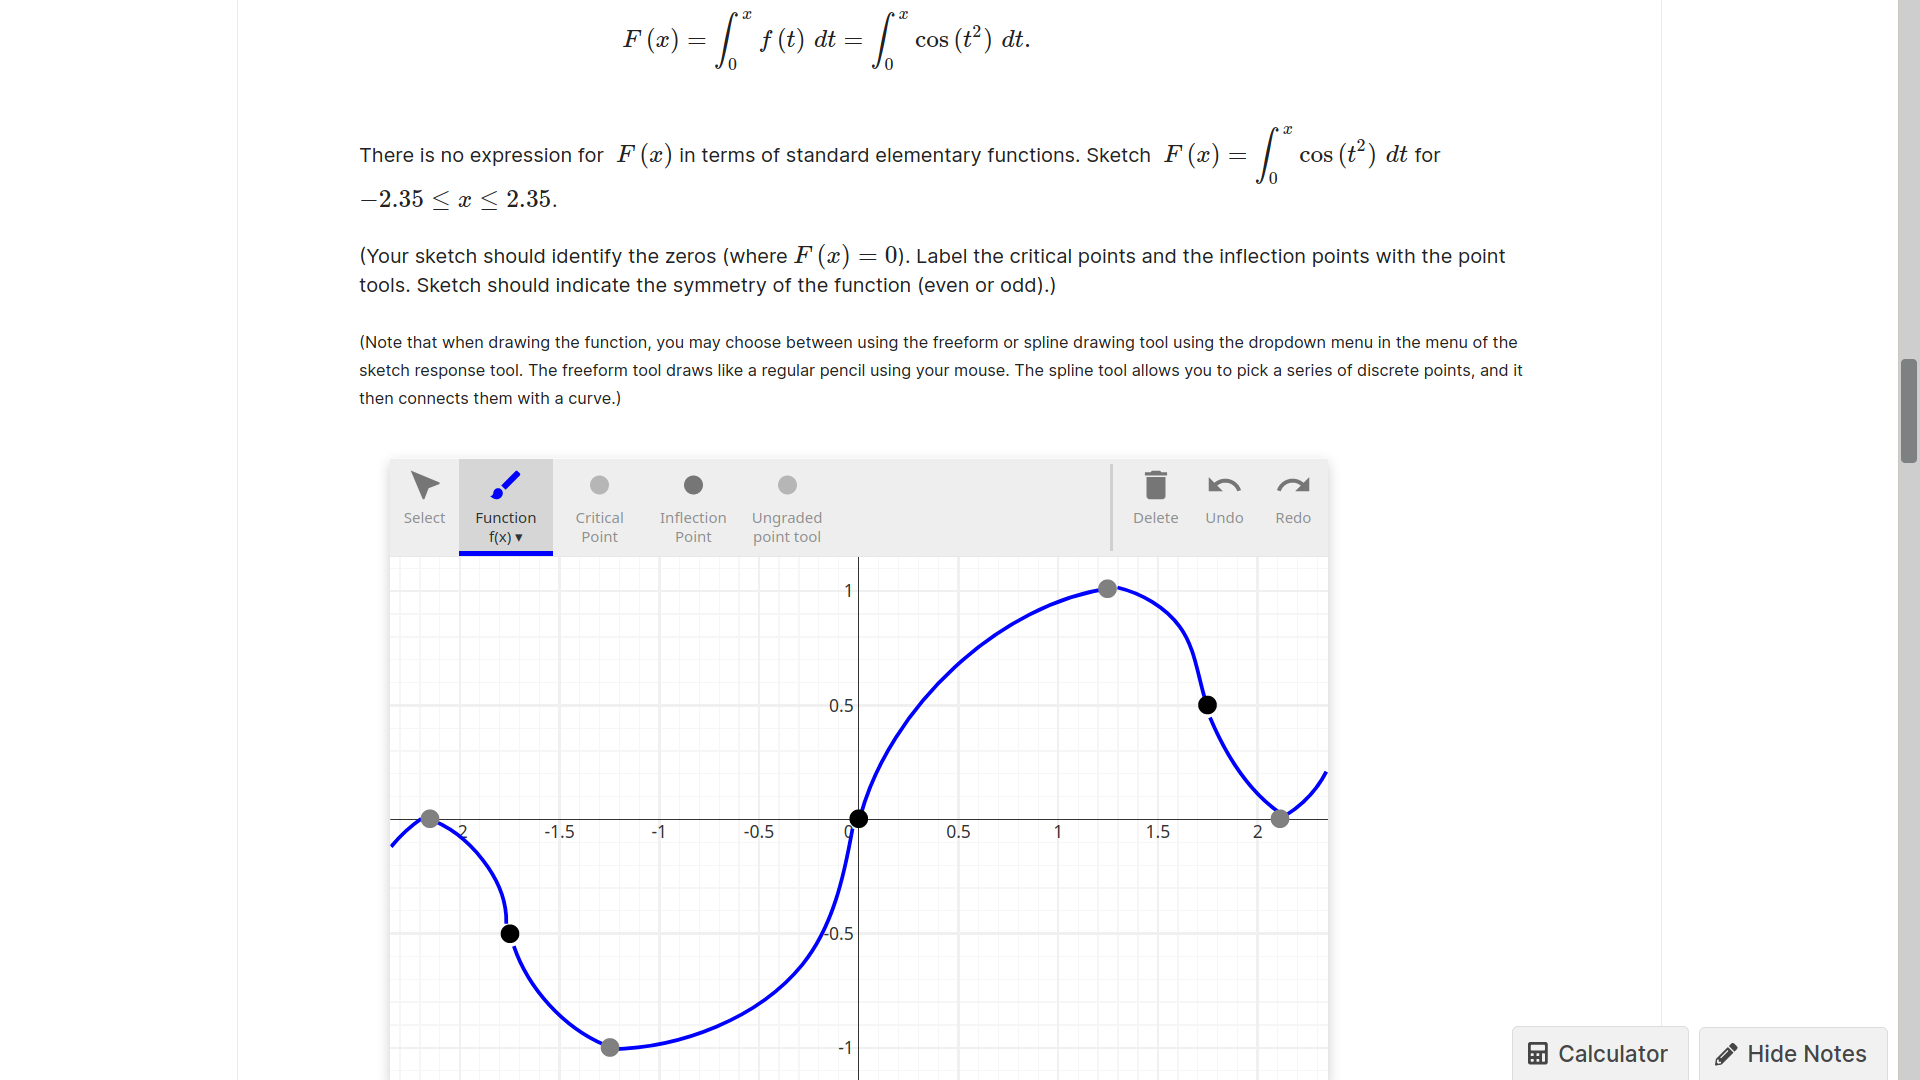 F (x) = ∫₀ˣ f (t) dt = ∫₀ˣ cos (t²) dt.
There is no expression for F (x) in terms of standard elementary functions. Sketch F (x) = ∫₀ˣ cos (t²) dt for
−2.35 ≤ x ≤ 2.35.
(Your sketch should identify the zeros (where F (x) = 0). Label the critical points and the inflection points with the point
tools. Sketch should indicate the symmetry of the function (even or odd).)
(Note that when drawing the function, you may choose between using the freeform or spline drawing tool using the dropdown menu in the menu of the
sketch response tool. The freeform tool draws like a regular pencil using your mouse. The spline tool allows you to pick a series of discrete points, and it
then connects them with a curve.)
Select Function Critical Inflection Ungraded Delete Undo Redo
f(x) ▾ Point Point point tool
1
0.5
2 -1.5 -1 -0.5 0 0.5 1 1.5 2
-0.5
-1
Calculator Hide Notes